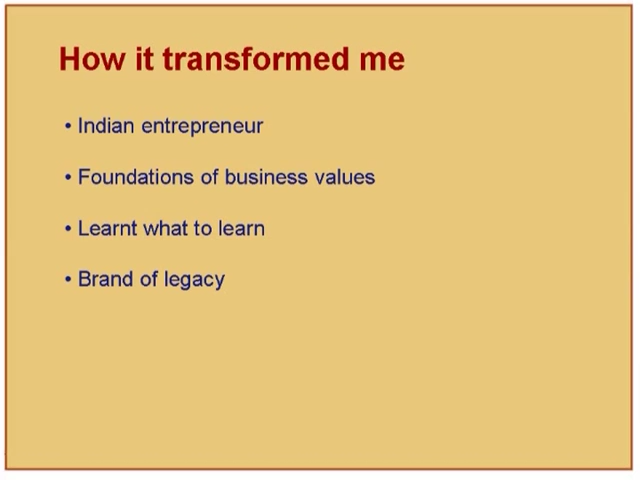 How it transformed me
• Indian entrepreneur
• Foundations of business values
• Learnt what to learn
• Brand of legacy